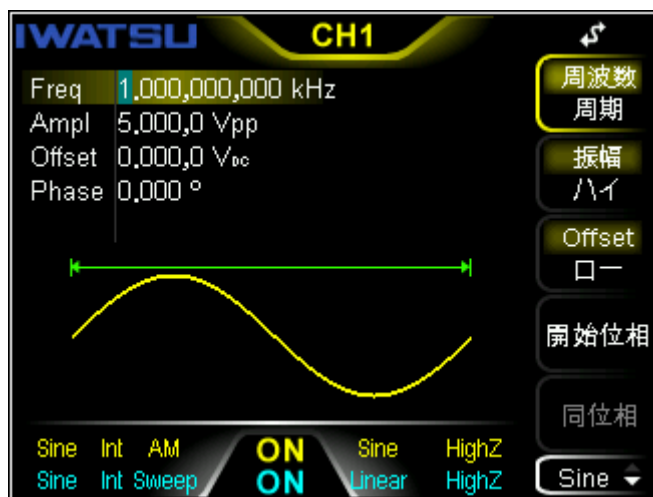 IWATSU
CH1
Freq 1.000,000,000 kHz
Ampl 5.000,0 Vpp
Offset 0.000,0 VDC
Phase 0.000 °
周波数
周期
振幅
ハイ
Offset
ロー
開始位相
同位相
Sine
Sine Int AM ON Sine HighZ
Sine Int Sweep ON Linear HighZ